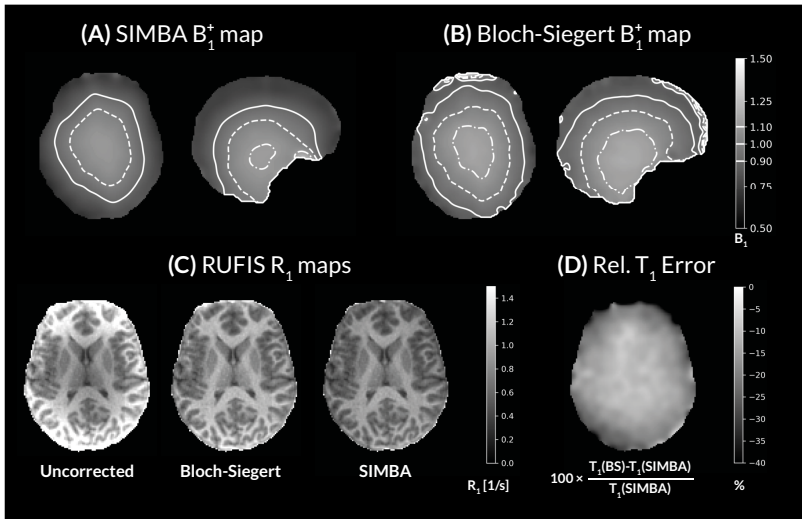 (A) SIMBA B₁⁺ map
(B) Bloch-Siegert B₁⁺ map
1.50
1.25
1.10
1.00
0.90
0.75
0.50
B₁
(C) RUFIS R₁ maps
(D) Rel. T₁ Error
1.4
1.2
1.0
0.8
0.6
0.4
0.2
0.0
0
−5
−10
−15
−20
−25
−30
−35
−40
Uncorrected
Bloch-Siegert
SIMBA
R₁ [1/s]
100 × T₁(BS)-T₁(SIMBA)
T₁(SIMBA)
%